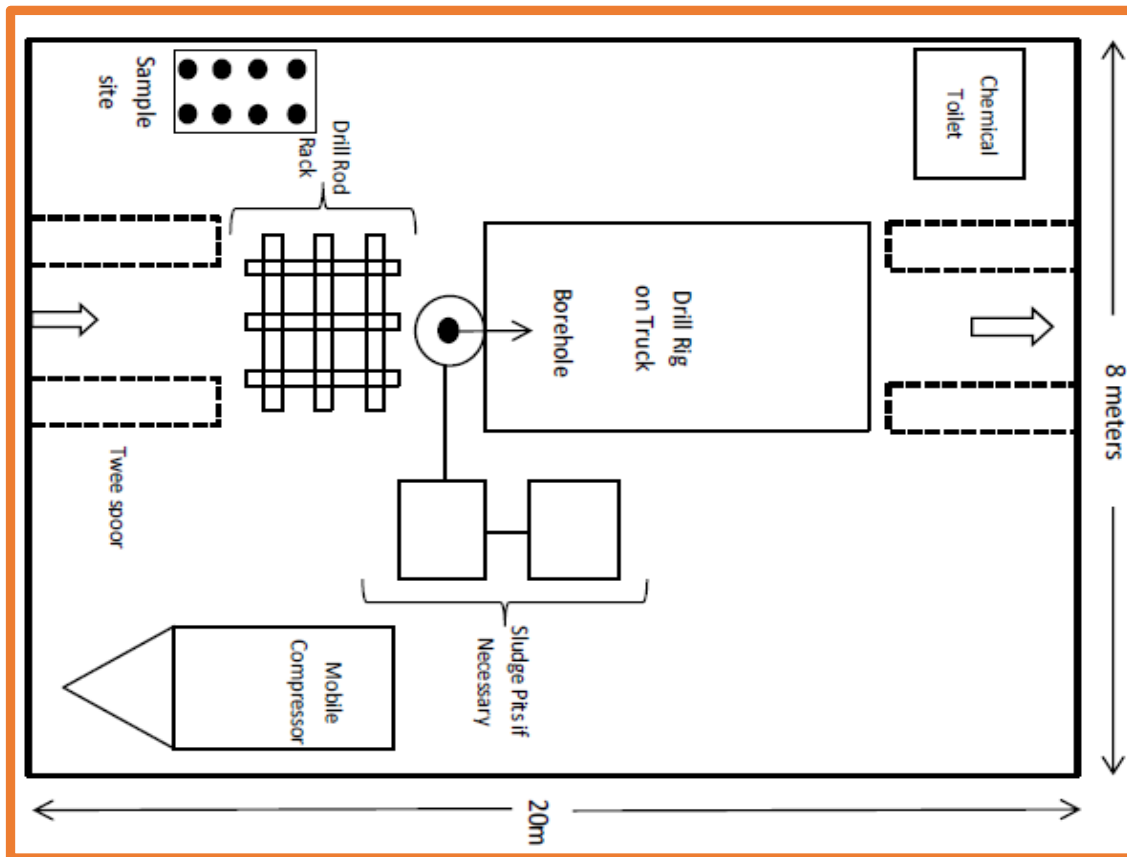 Chemical
Toilet
Sample
site
Drill Rod
Rack
Drill Rig
on Truck
Borehole
8 meters
Twee spoor
Sludge Pits if
Necessary
Mobile
Compressor
20m